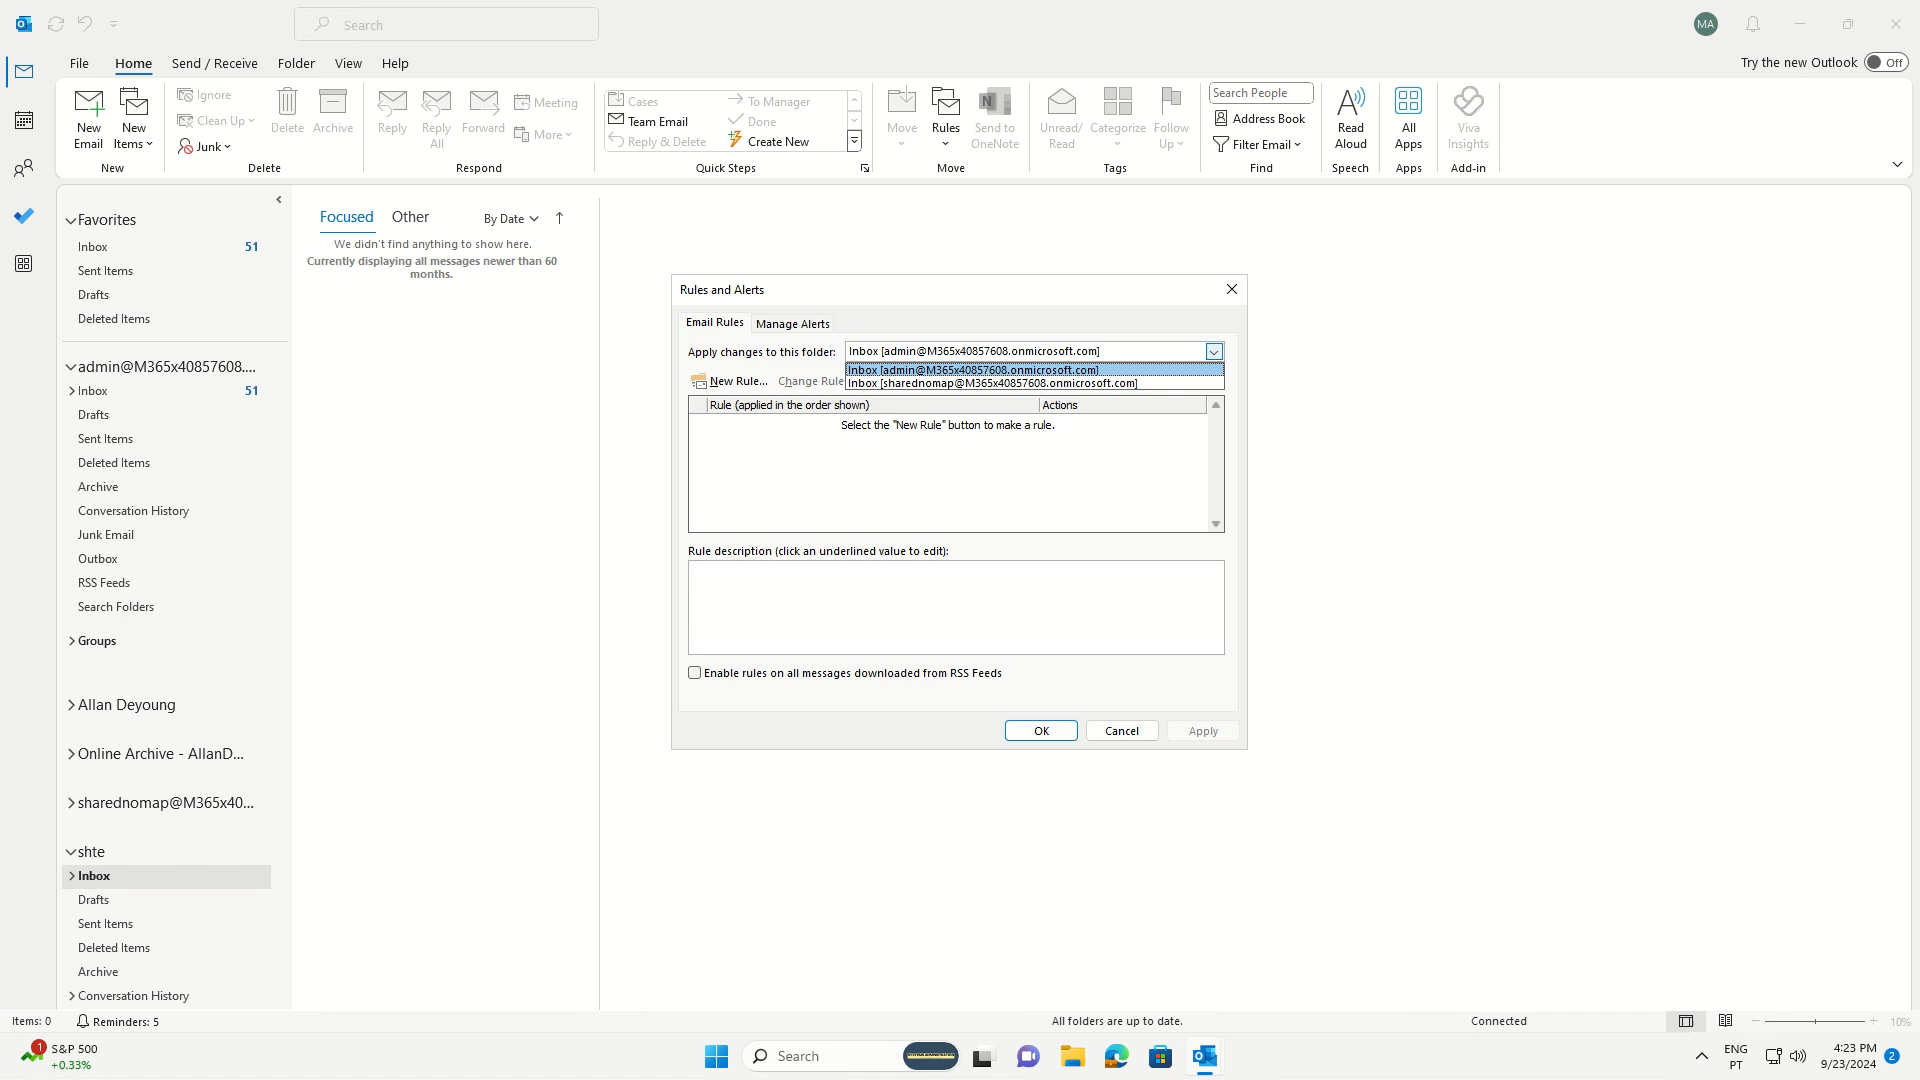 Search
MA
File Home Send / Receive Folder View Help
Try the new Outlook Off
New Email
New Items
Ignore
Clean Up
Junk
Delete
Archive
Reply
Reply All
Forward
Meeting
More
Cases
Team Email
Reply & Delete
To Manager
Done
Create New
Move
Rules
Send to OneNote
Unread/ Read
Categorize
Follow Up
Search People
Address Book
Filter Email
Read Aloud
All Apps
Viva Insights
New Delete Respond Quick Steps Move Tags Find Speech Apps Add-in
Favorites
Inbox 51
Sent Items
Drafts
Deleted Items
admin@M365x40857608....
Inbox 51
Drafts
Sent Items
Deleted Items
Archive
Conversation History
Junk Email
Outbox
RSS Feeds
Search Folders
Groups
Allan Deyoung
Online Archive - AllanD...
sharednomap@M365x40...
shte
Inbox
Drafts
Sent Items
Deleted Items
Archive
Conversation History
Focused Other By Date
We didn't find anything to show here.
Currently displaying all messages newer than 60
months.
Rules and Alerts
Email Rules Manage Alerts
Apply changes to this folder: Inbox [admin@M365x40857608.onmicrosoft.com]
Inbox [admin@M365x40857608.onmicrosoft.com]
Inbox [sharednomap@M365x40857608.onmicrosoft.com]
New Rule... Change Rule
Rule (applied in the order shown) Actions
Select the "New Rule" button to make a rule.
Rule description (click an underlined value to edit):
Enable rules on all messages downloaded from RSS Feeds
OK Cancel Apply
Items: 0 Reminders: 5 All folders are up to date. Connected 10%
1 S&P 500
+0.33%
Search
ENG
PT
4:23 PM
9/23/2024
2